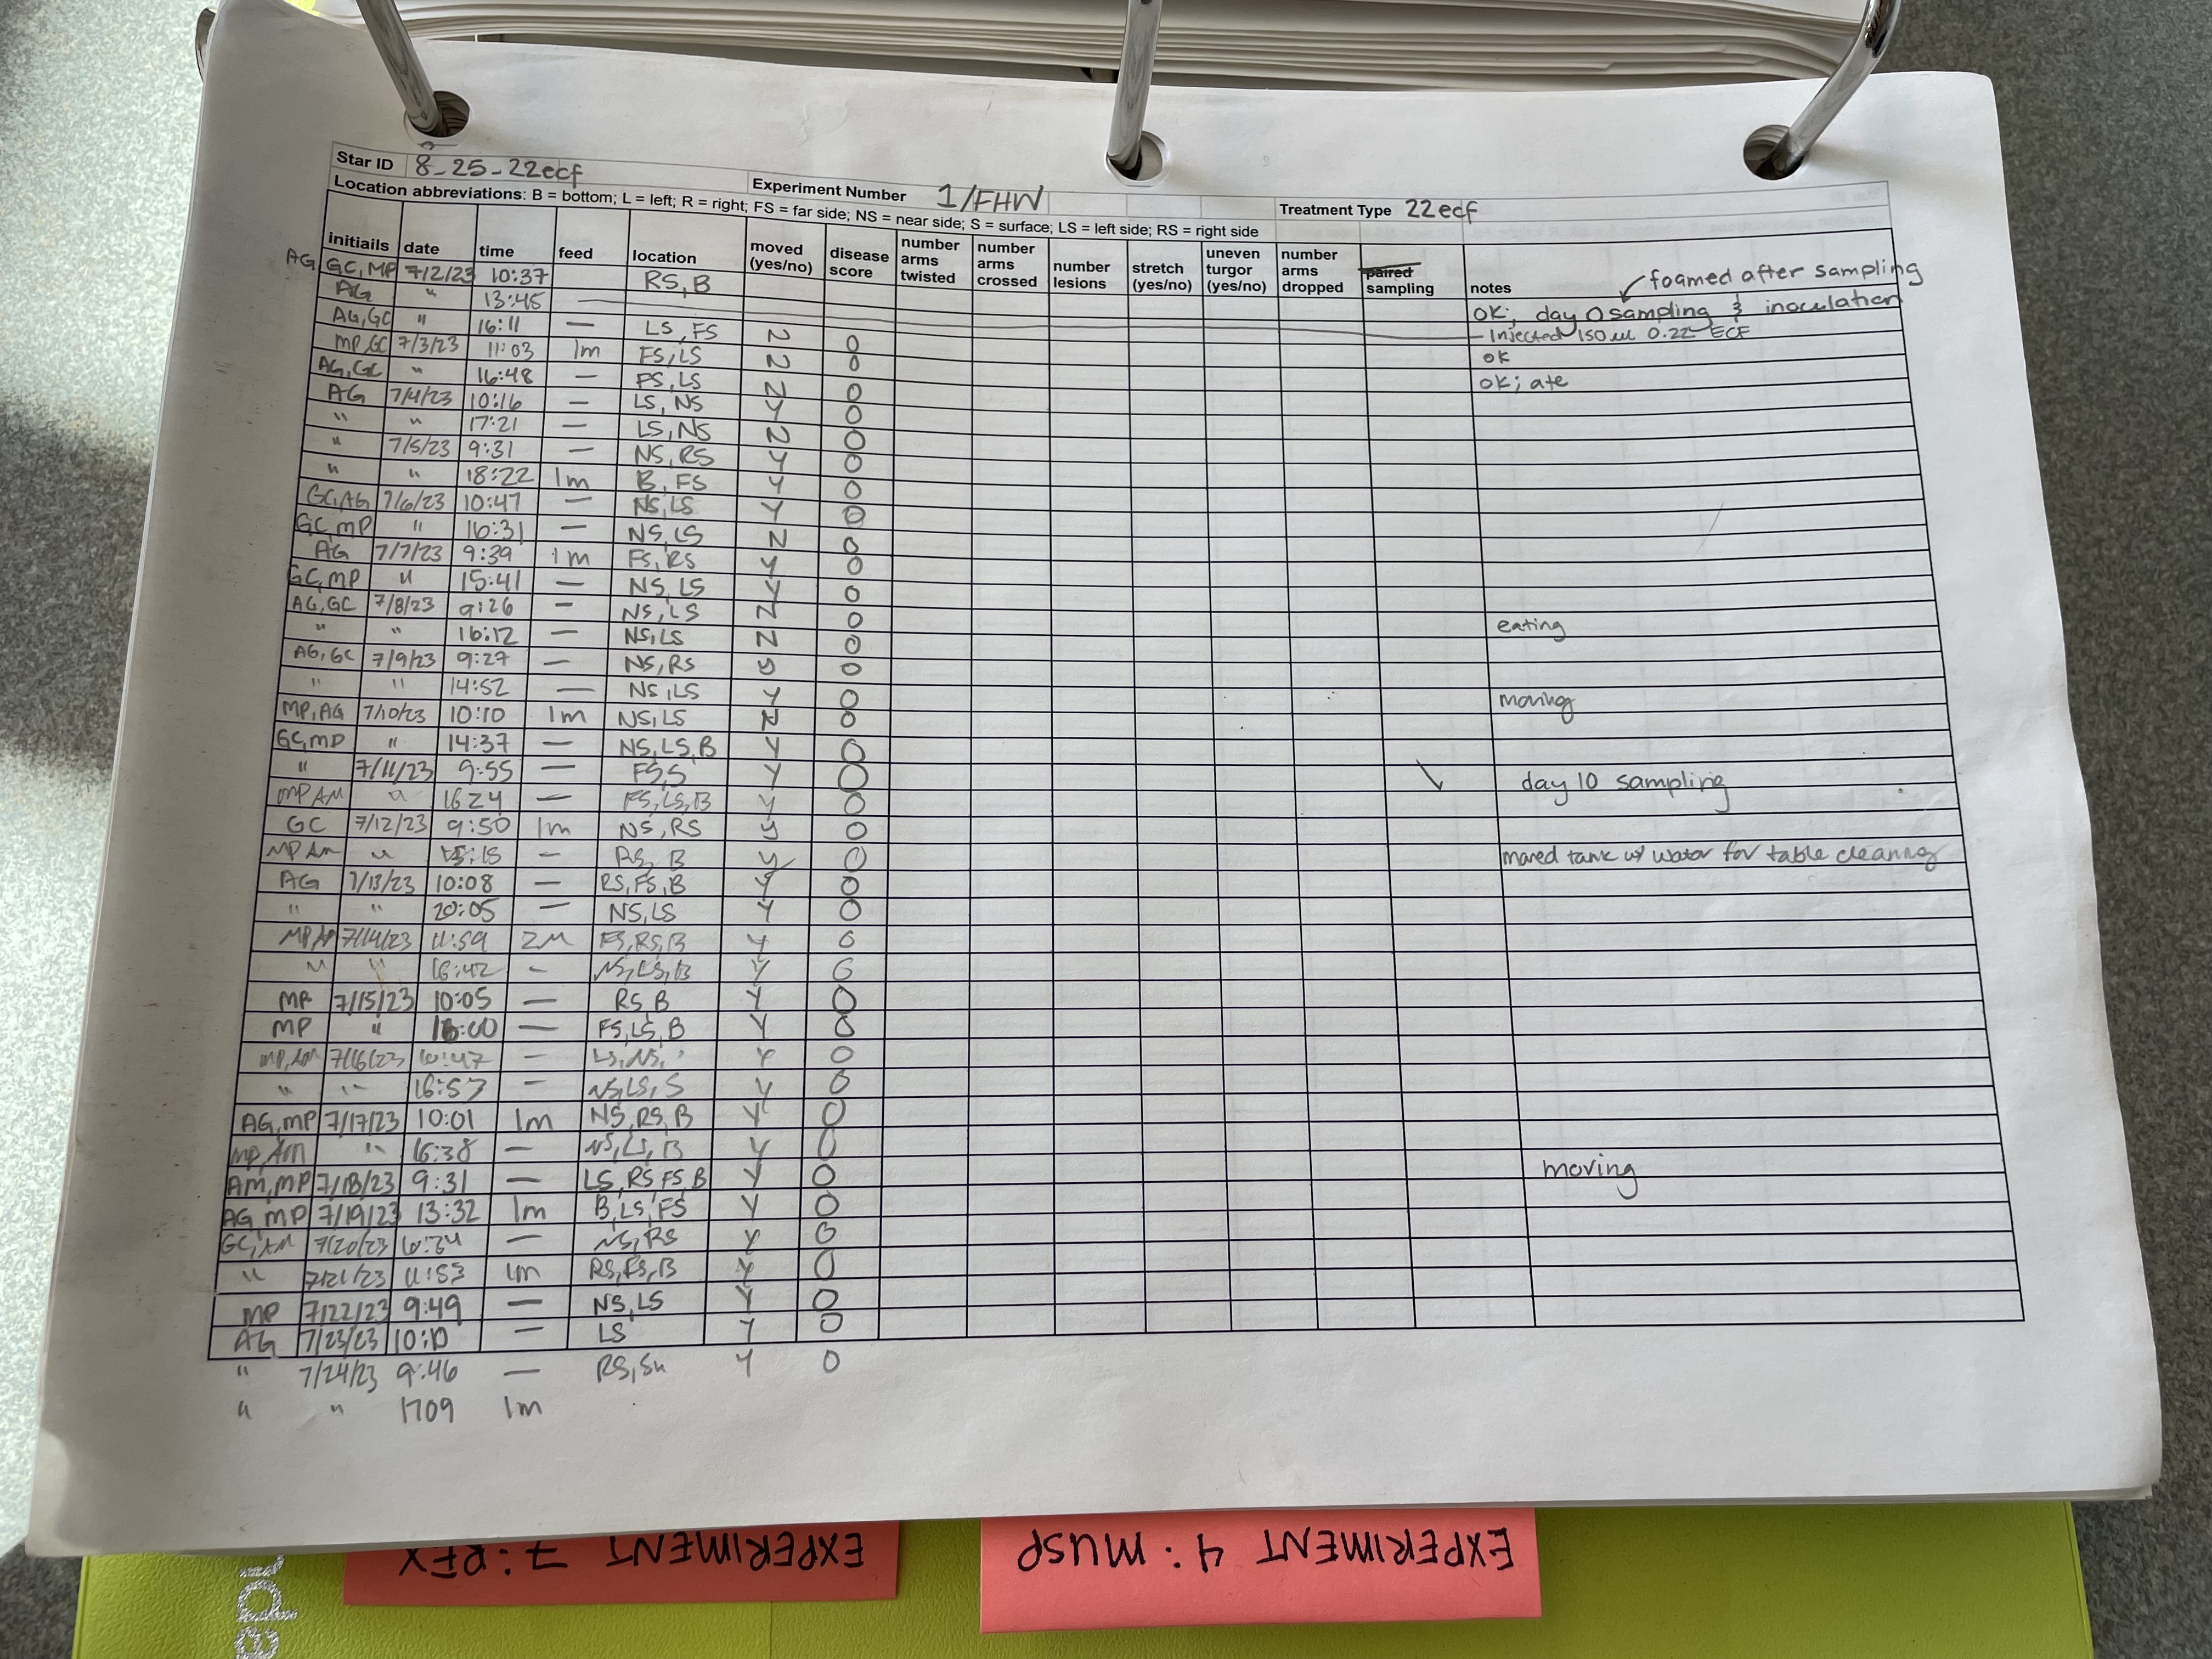 Star ID 8-25-22ecf Experiment Number 1/FHW Treatment Type 22ecf
Location abbreviations: B = bottom; L = left; R = right; FS = far side; NS = near side; S = surface; LS = left side; RS = right side
initiails date time feed location moved (yes/no) disease score number arms twisted number arms crossed number lesions stretch (yes/no) uneven turgor (yes/no) number arms dropped paired sampling notes
foamed after sampling
AG, GC, MP 7/2/23 10:37 RS, B OK; day 0 sampling & inoculation
AG " 13:45 — - Injected 150 ul 0.22 ECF
AG, GC " 16:11 — LS, FS N 0 OK
MP, GC 7/3/23 11:03 1m FS, LS N 0 OK; ate
AG, GC " 16:48 — FS, LS N 0
AG 7/4/23 10:16 — LS, NS Y 0
" " 17:21 — LS, NS N 0
" 7/5/23 9:31 — NS, RS Y 0
" " 18:22 1m B, FS Y 0
GC, AG 7/6/23 10:47 — NS, LS Y 0
GC, MP " 16:31 — NS, LS N 0
AG 7/7/23 9:39 1m FS, RS Y 0
GC, MP " 15:41 — NS, LS Y 0
AG, GC 7/8/23 9:26 — NS, LS N 0 eating
" " 16:12 — NS, LS N 0
AG, GC 7/9/23 9:27 — NS, RS Y 0
" " 14:52 — NS, LS Y 0 moving
MP, AG 7/10/23 10:10 1m NS, LS N 0
GC, MP " 14:37 — NS, LS, B Y 0
" 7/11/23 9:55 — FS, S Y 0 day 10 sampling
MP AM " 16 24 — FS, LS, B Y 0
GC 7/12/23 9:50 1m NS, RS Y 0
MP AM " 15:15 — RS, B Y 0 moved tank w/ water for table cleaning
AG 7/13/23 10:08 — RS, FS, B Y 0
" " 20:05 — NS, LS Y 0
MP, AM 7/14/23 11:59 2M FS, RS, B Y 0
" " 16:42 - NS, LS, B Y 0
MP 7/15/23 10:05 — RS, B Y 0
MP " 16:00 — FS, LS, B Y 0
MP, AM 7/16/23 10:47 — LS, NS, Y 0
" " 16:57 — NS, LS, S Y 0
AG, MP 7/17/23 10:01 1m NS, RS, B Y 0
MP, AM " 16:38 — NS, LS, B Y 0
AM, MP 7/18/23 9:31 — LS, RS FS, B Y 0 moving
AG, MP 7/19/23 13:32 1m B, LS, FS Y 0
GC, AM 7/20/23 — NS, RS Y 0
" 7/21/23 11:53 1m RS, FS, B Y 0
MP 7/22/23 9:49 — NS, LS Y 0
AG 7/23/23 10:10 — LS Y 0
" 7/24/23 9:46 — RS, Su Y 0
" " 1709 1m
EXPERIMENT 7: PFX
EXPERIMENT 4: MUSP